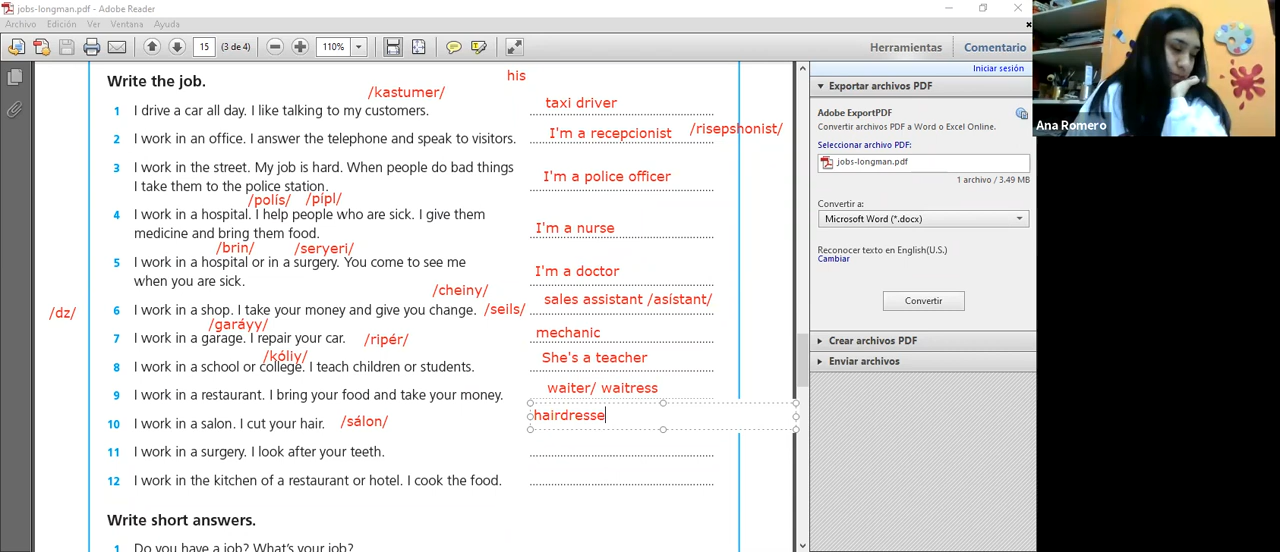 jobs-longman.pdf - Adobe Reader
Archivo Edición Ver Ventana Ayuda
15 (3 de 4) 110% Herramientas Comentario
Write the job. his
/kastumer/
1 I drive a car all day. I like talking to my customers. taxi driver
2 I work in an office. I answer the telephone and speak to visitors. I'm a recepcionist /risepshonist/
3 I work in the street. My job is hard. When people do bad things
I take them to the police station. I'm a police officer
/polís/ /pípl/
4 I work in a hospital. I help people who are sick. I give them
medicine and bring them food. I'm a nurse
/brin/ /seryeri/
5 I work in a hospital or in a surgery. You come to see me
when you are sick. I'm a doctor
/cheiny/
6 I work in a shop. I take your money and give you change. /seils/ sales assistant /asístant/
/dz/
/garáyy/
7 I work in a garage. I repair your car. /ripér/ mechanic
/kóliy/
8 I work in a school or college. I teach children or students. She's a teacher
9 I work in a restaurant. I bring your food and take your money. waiter/ waitress
10 I work in a salon. I cut your hair. /sálon/ hairdresse
11 I work in a surgery. I look after your teeth.
12 I work in the kitchen of a restaurant or hotel. I cook the food.
Write short answers.
1 Do you have a job? What's your job?
Iniciar sesión
Exportar archivos PDF
Adobe ExportPDF
Convertir archivos PDF a Word o Excel Online.
Seleccionar archivo PDF:
jobs-longman.pdf
1 archivo / 3.49 MB
Convertir a:
Microsoft Word (*.docx)
Reconocer texto en English(U.S.)
Cambiar
Convertir
Crear archivos PDF
Enviar archivos
Ana Romero